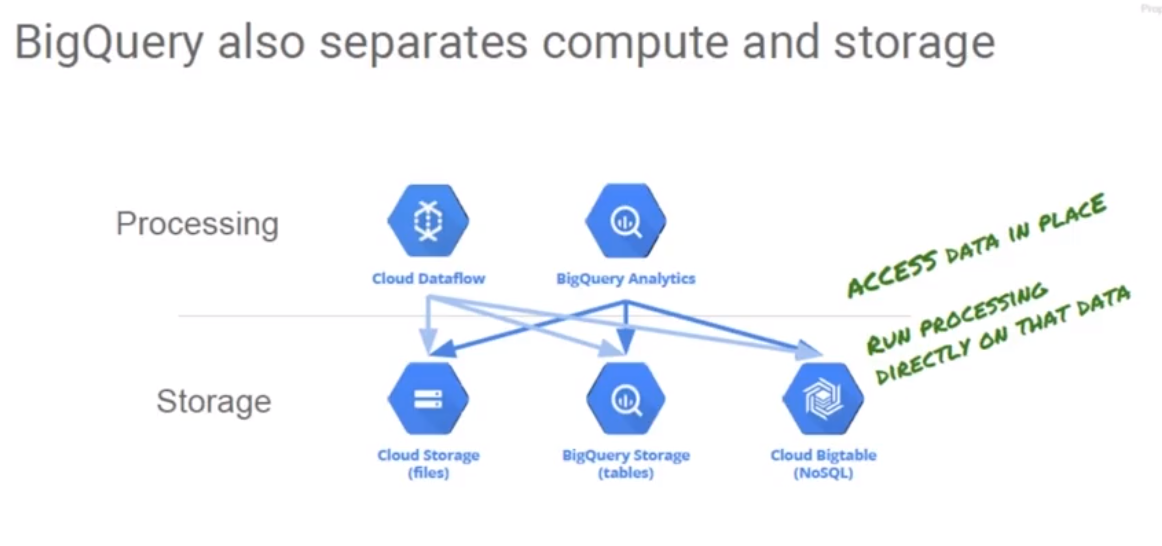 BigQuery also separates compute and storage
Processing
Cloud Dataflow
BigQuery Analytics
ACCESS DATA IN PLACE
RUN PROCESSING
DIRECTLY ON THAT DATA
Storage
Cloud Storage
(files)
BigQuery Storage
(tables)
Cloud Bigtable
(NoSQL)